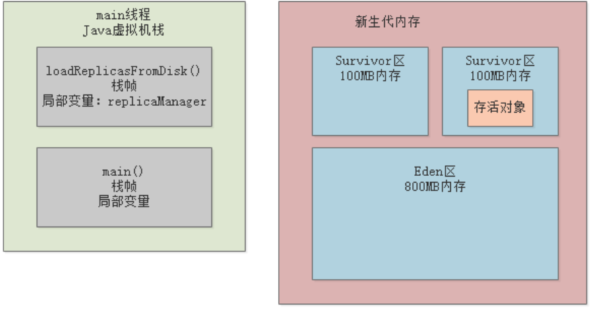 main线程
Java虚拟机栈
loadReplicasFromDisk()
栈帧
局部变量：replicaManager
main()
栈帧
局部变量
新生代内存
Survivor区
100MB内存
Survivor区
100MB内存
存活对象
Eden区
800MB内存